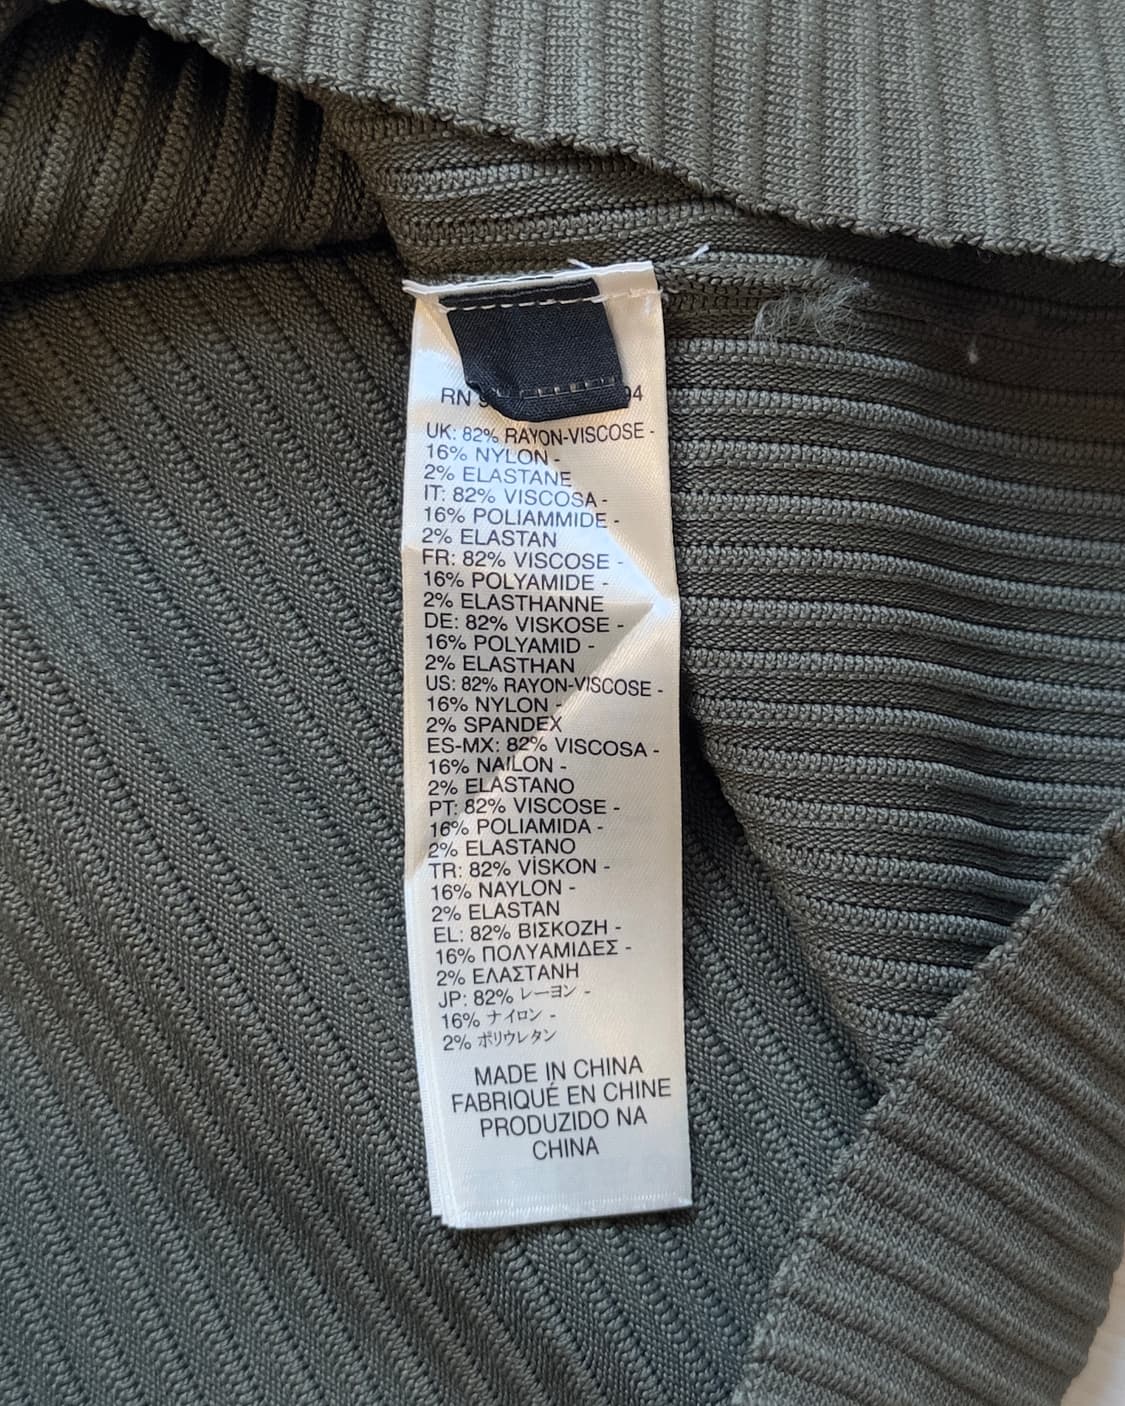 RN
UK: 82% RAYON-VISCOSE -
16% NYLON -
2% ELASTANE
IT: 82% VISCOSA -
16% POLIAMMIDE -
2% ELASTAN
FR: 82% VISCOSE -
16% POLYAMIDE -
2% ELASTHANNE
DE: 82% VISKOSE -
16% POLYAMID -
2% ELASTHAN
US: 82% RAYON-VISCOSE -
16% NYLON -
2% SPANDEX
ES-MX: 82% VISCOSA -
16% NAILON -
2% ELASTANO
PT: 82% VISCOSE -
16% POLIAMIDA -
2% ELASTANO
TR: 82% VİSKON -
16% NAYLON -
2% ELASTAN
EL: 82% ΒΙΣΚΟΖΗ -
16% ΠΟΛΥΑΜΙΔΕΣ -
2% ΕΛΑΣΤΑΝΗ
JP: 82% レーヨン -
16% ナイロン -
2% ポリウレタン
MADE IN CHINA
FABRIQUÉ EN CHINE
PRODUZIDO NA
CHINA